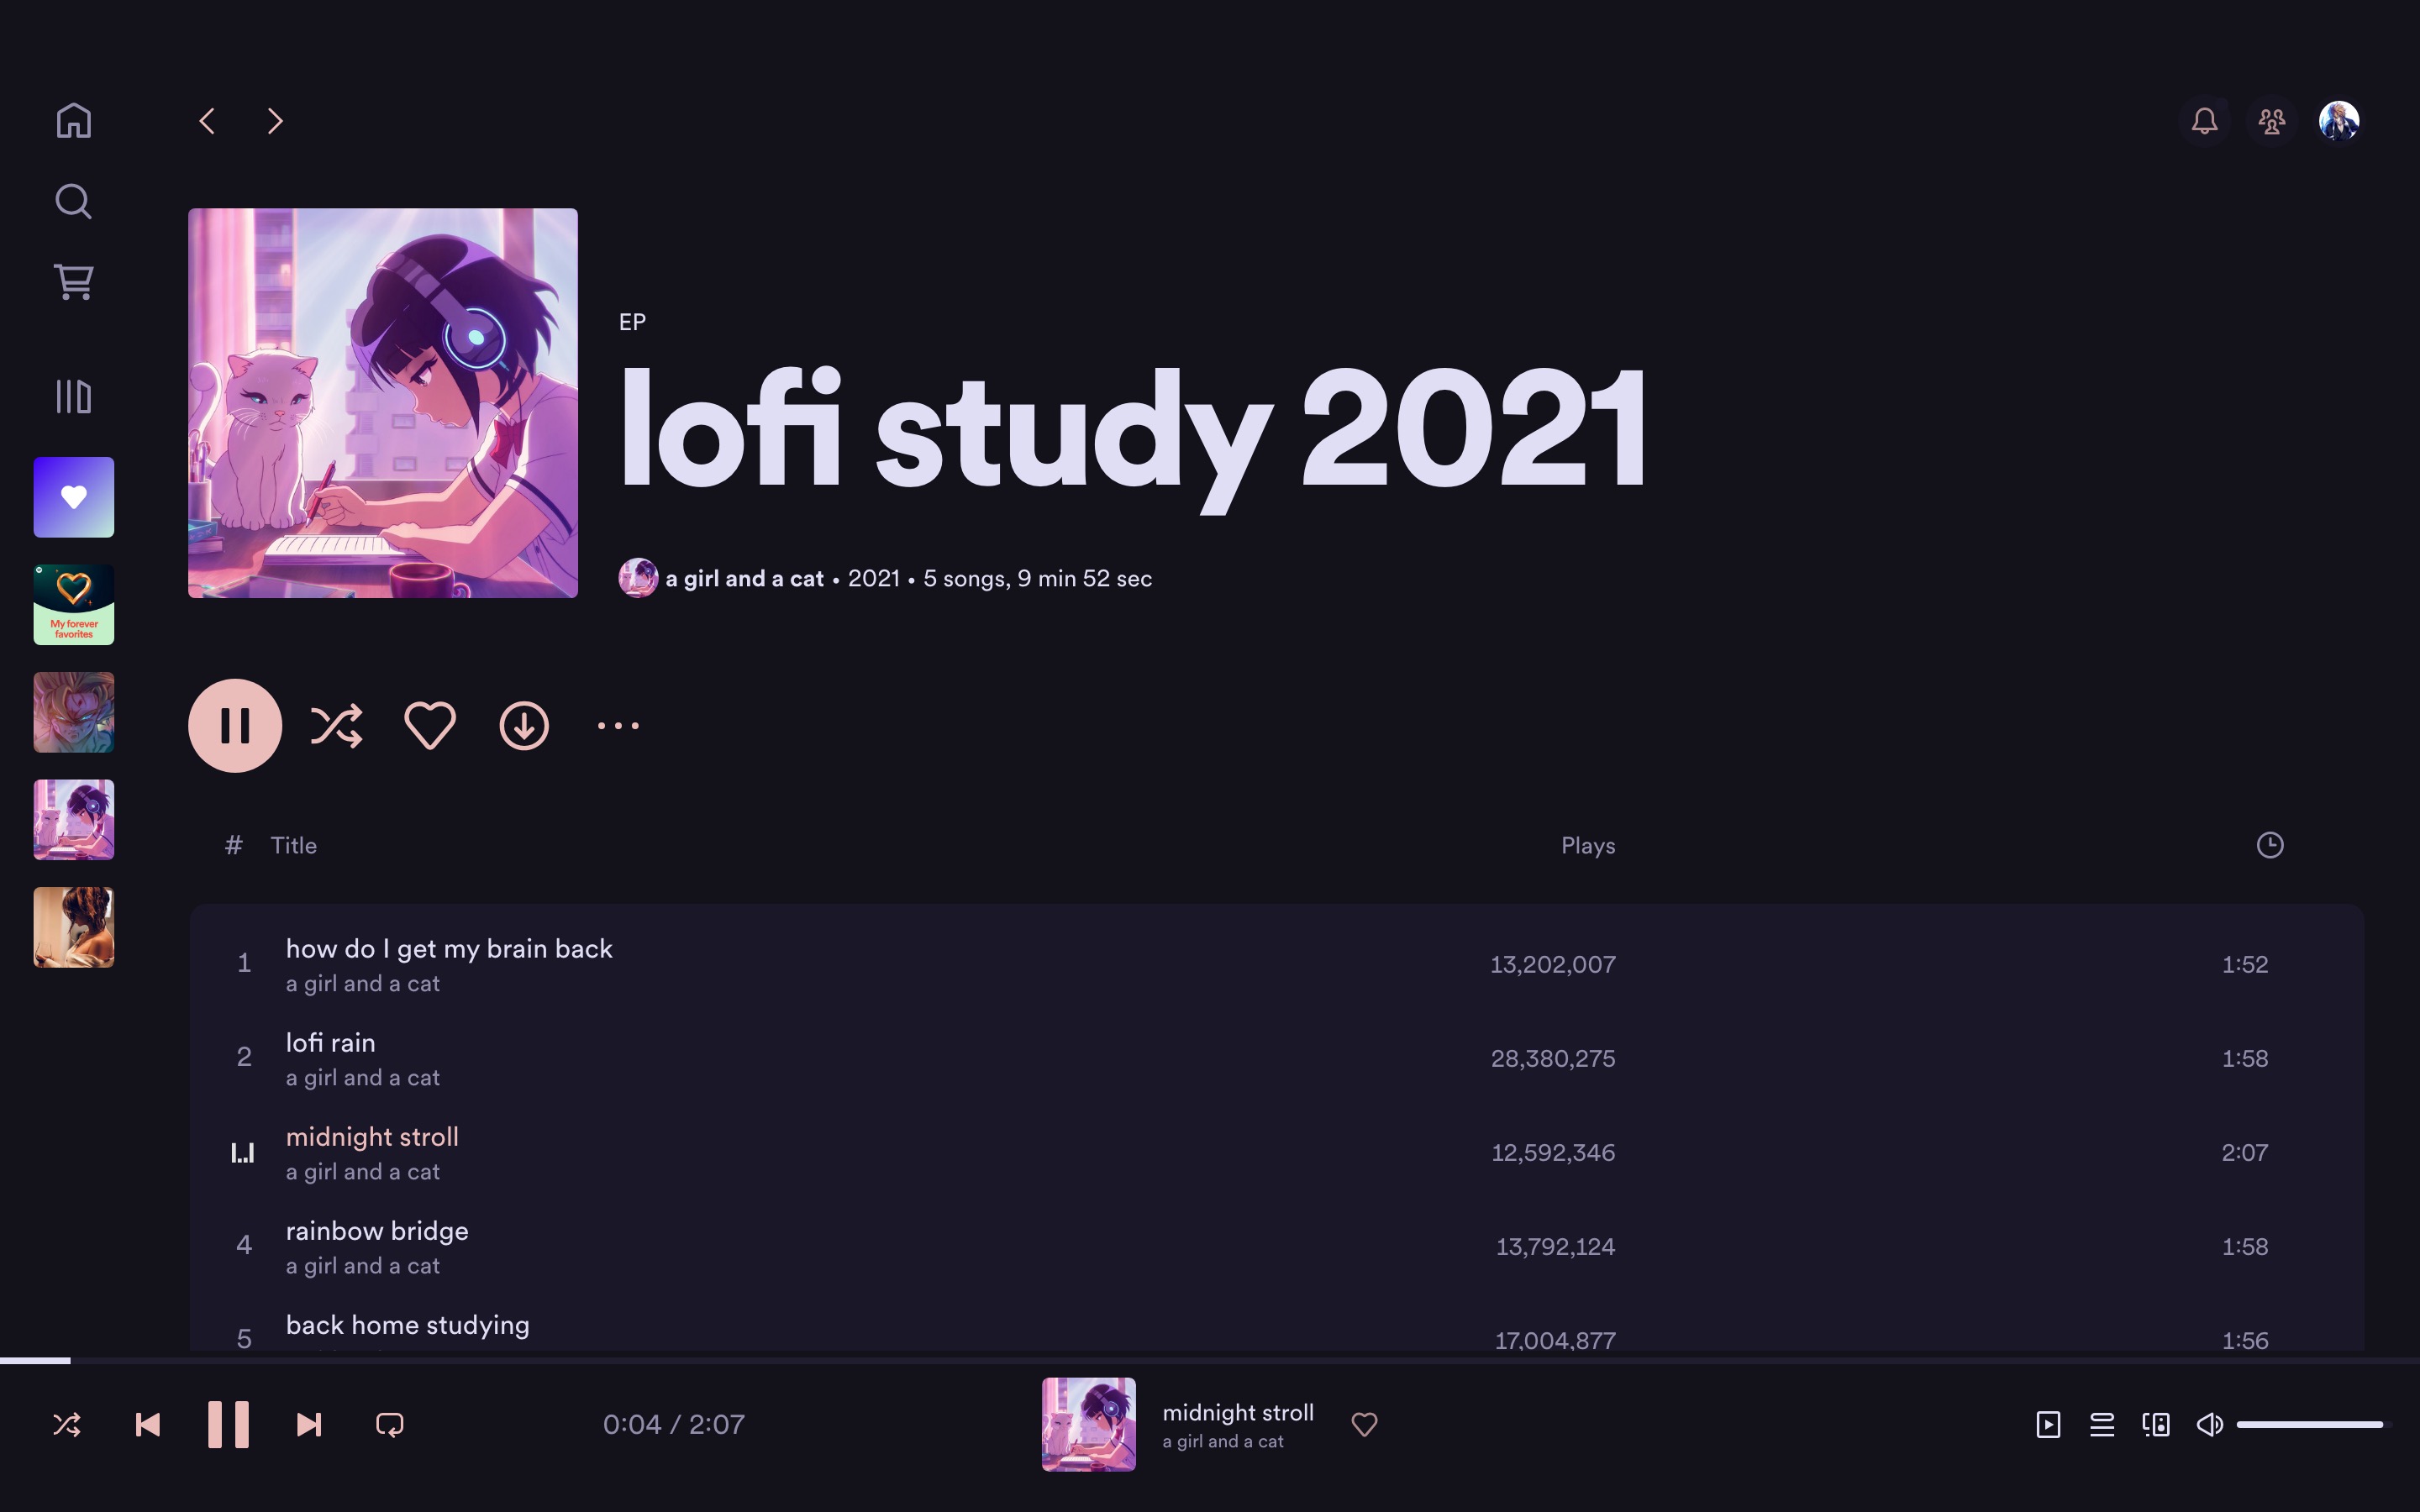 EP
lofi study 2021
a girl and a cat • 2021 • 5 songs, 9 min 52 sec
My forever
favorites
# Title Plays
1 how do I get my brain back 13,202,007 1:52
a girl and a cat
2 lofi rain 28,380,275 1:58
a girl and a cat
midnight stroll 12,592,346 2:07
a girl and a cat
4 rainbow bridge 13,792,124 1:58
a girl and a cat
5 back home studying 17,004,877 1:56
0:04 / 2:07
midnight stroll
a girl and a cat